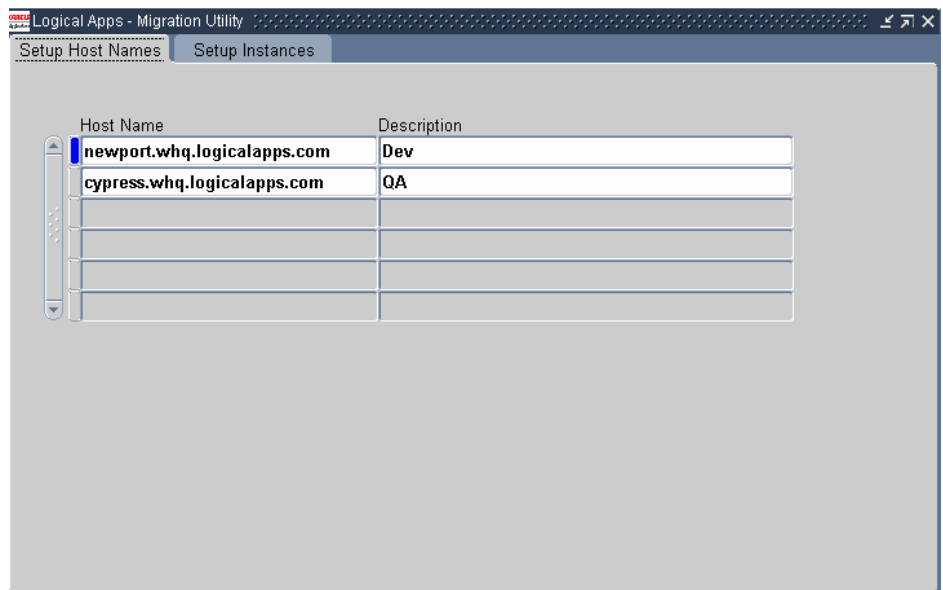 ORACLE
Logical Apps - Migration Utility
Setup Host Names Setup Instances
Host Name Description
newport.whq.logicalapps.com Dev
cypress.whq.logicalapps.com QA